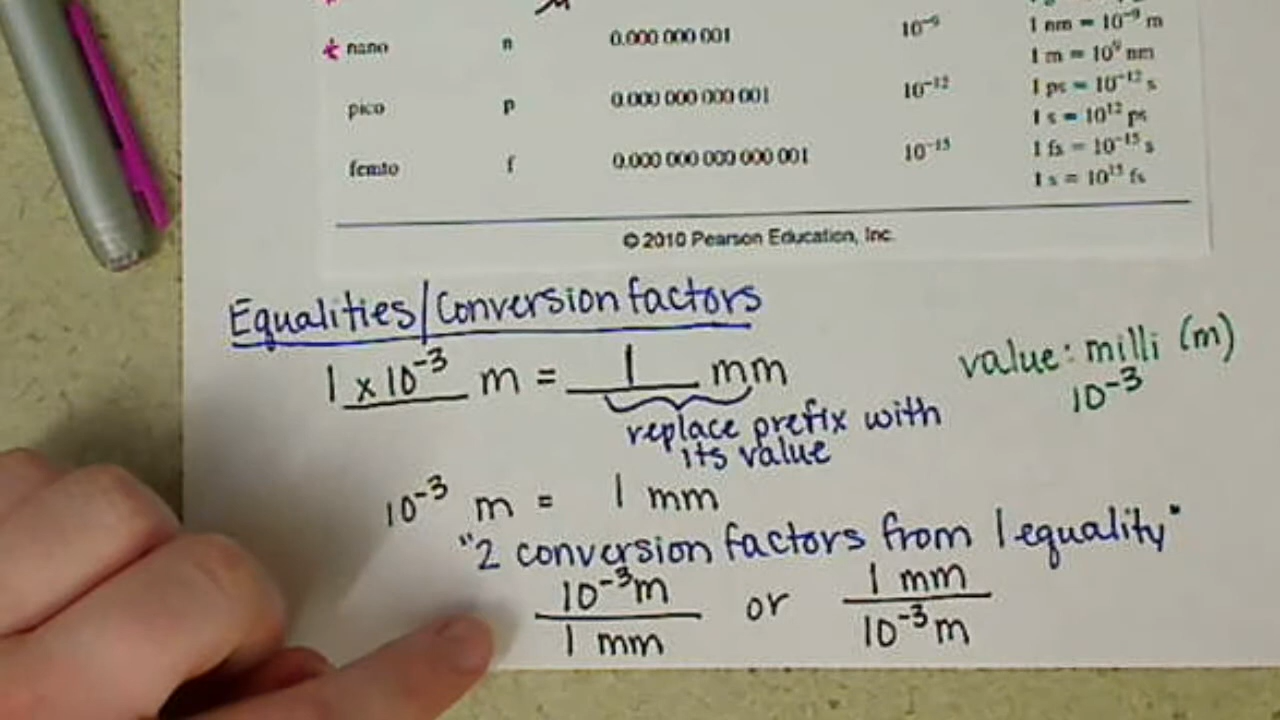 1 nm = 10⁻⁹ m
nano n 0.000 000 001 10⁻⁹
1 m = 10⁹ nm
1 ps = 10⁻¹² s
pico p 0.000 000 000 001 10⁻¹²
1 s = 10¹² ps
1 fs = 10⁻¹⁵ s
femto f 0.000 000 000 000 001 10⁻¹⁵
1 s = 10¹⁵ fs
© 2010 Pearson Education, Inc.
Equalities/Conversion factors
1 x 10⁻³ m = 1 mm
value: milli (m)
10⁻³
replace prefix with
its value
10⁻³ m = 1 mm
"2 conversion factors from 1 equality"
10⁻³m or 1 mm
1 mm 10⁻³m